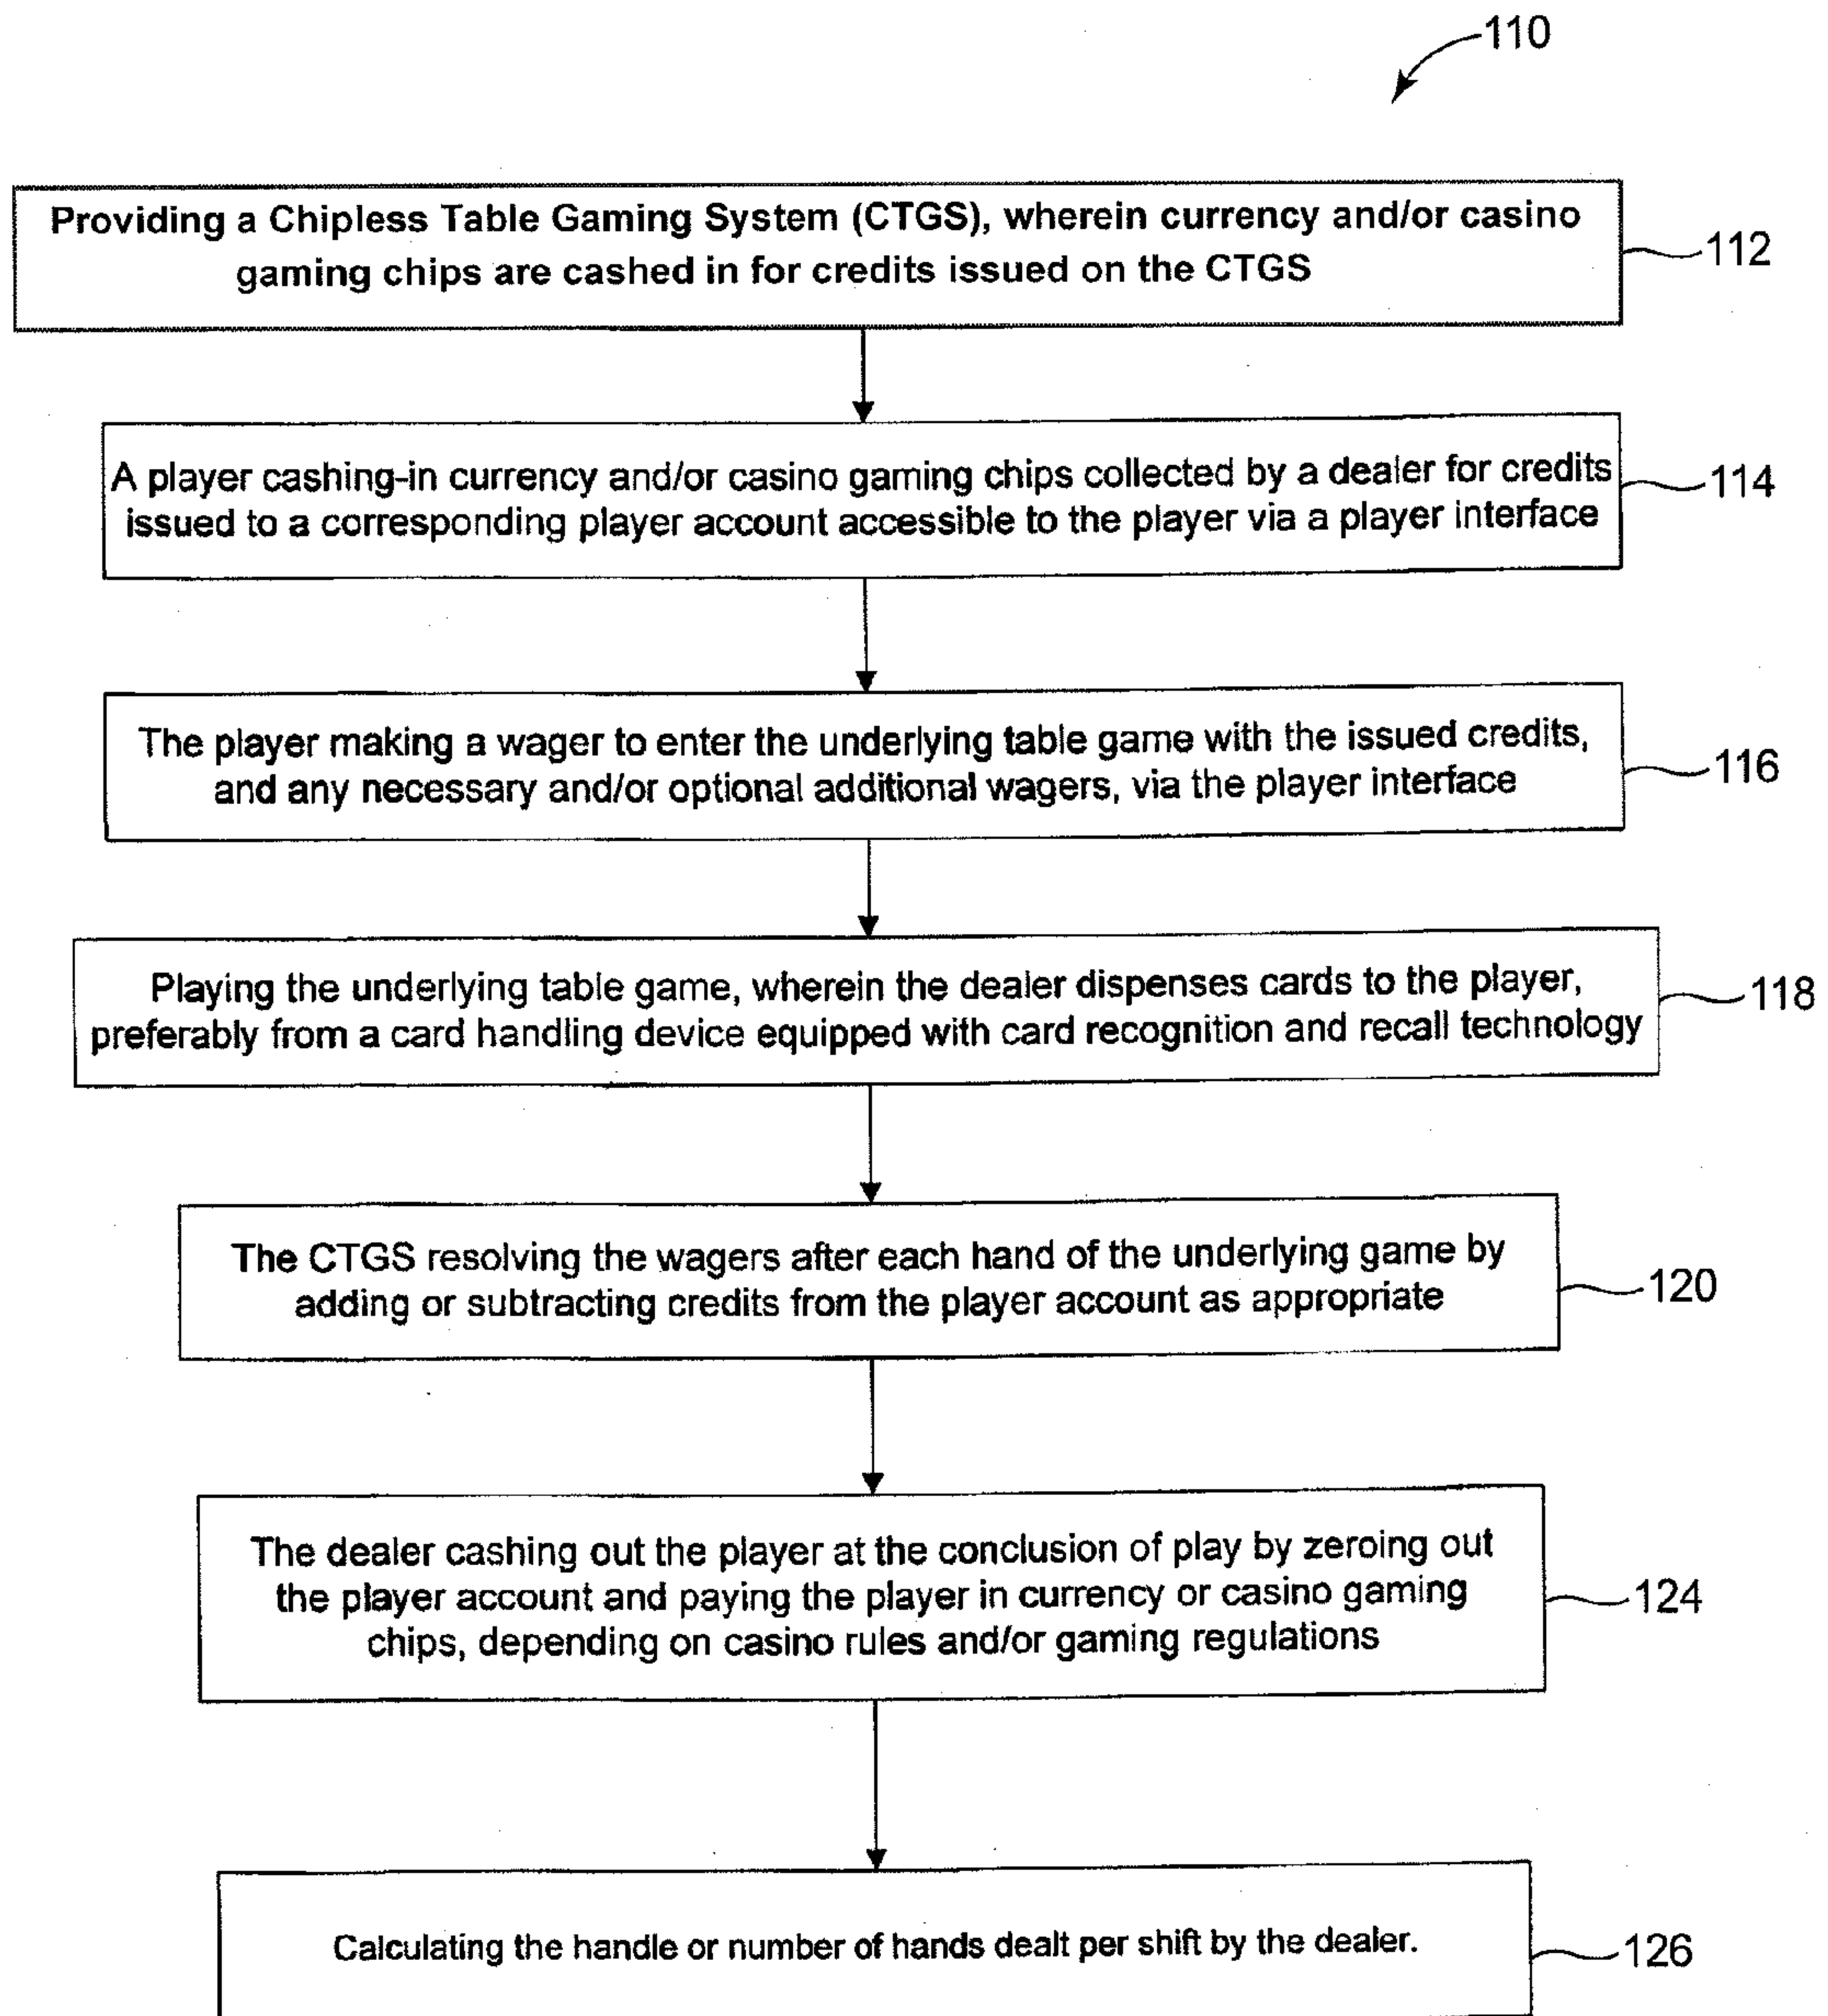 110
Providing a Chipless Table Gaming System (CTGS), wherein currency and/or casino
gaming chips are cashed in for credits issued on the CTGS
112
A player cashing-in currency and/or casino gaming chips collected by a dealer for credits
issued to a corresponding player account accessible to the player via a player interface
114
The player making a wager to enter the underlying table game with the issued credits,
and any necessary and/or optional additional wagers, via the player interface
116
Playing the underlying table game, wherein the dealer dispenses cards to the player,
preferably from a card handling device equipped with card recognition and recall technology
118
The CTGS resolving the wagers after each hand of the underlying game by
adding or subtracting credits from the player account as appropriate
120
The dealer cashing out the player at the conclusion of play by zeroing out
the player account and paying the player in currency or casino gaming
chips, depending on casino rules and/or gaming regulations
124
Calculating the handle or number of hands dealt per shift by the dealer.
126